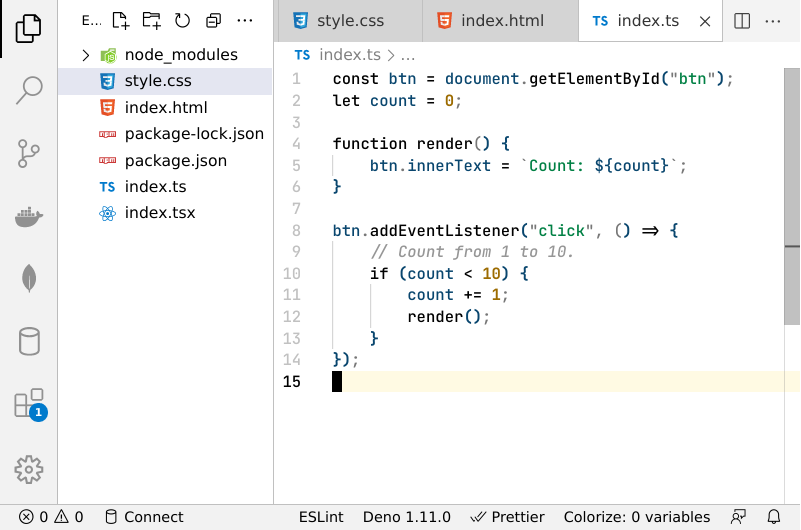 E...
style.css
index.html
TS index.ts
node_modules
style.css
index.html
package-lock.json
package.json
TS index.ts
index.tsx
1
TS index.ts > ...
1 const btn = document.getElementById("btn");
2 let count = 0;
3
4 function render() {
5 btn.innerText = `Count: ${count}`;
6 }
7
8 btn.addEventListener("click", () => {
9 // Count from 1 to 10.
10 if (count < 10) {
11 count += 1;
12 render();
13 }
14 });
15
0 0 Connect ESLint Deno 1.11.0 Prettier Colorize: 0 variables